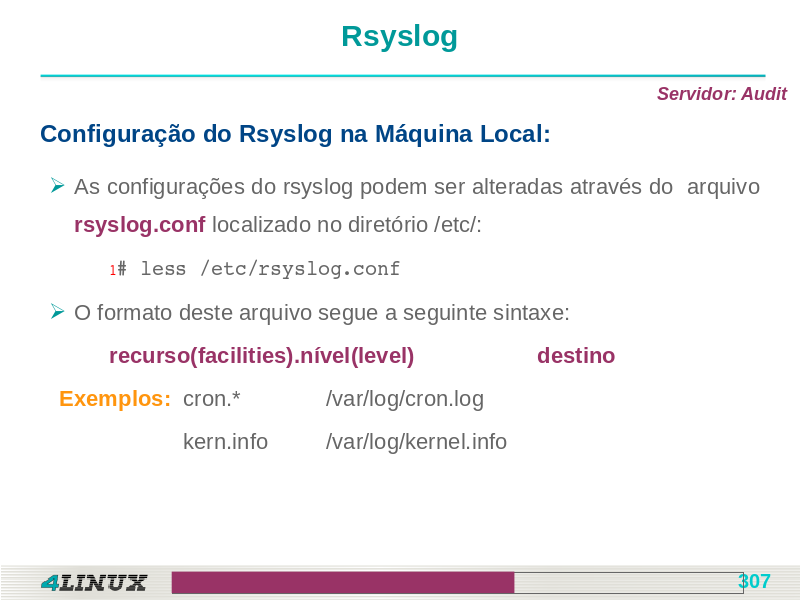 Rsyslog
Servidor: Audit
Configuração do Rsyslog na Máquina Local:
As configurações do rsyslog podem ser alteradas através do  arquivo
rsyslog.conf localizado no diretório /etc/:
1# less /etc/rsyslog.conf
O formato deste arquivo segue a seguinte sintaxe:
recurso(facilities).nível(level) destino
Exemplos: cron.* /var/log/cron.log
kern.info /var/log/kernel.info
4LINUX 307